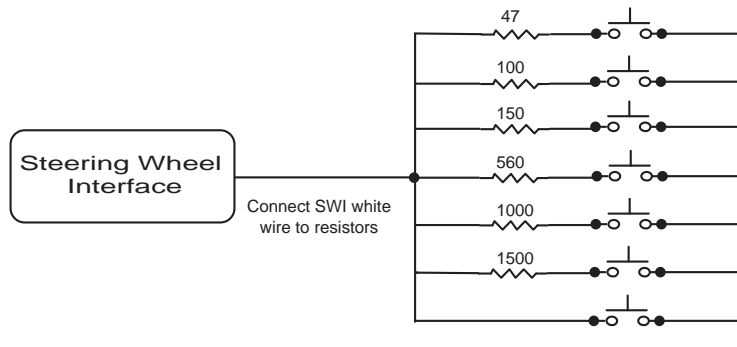 47
100
150
560
1000
1500
Steering Wheel
Interface
Connect SWI white
wire to resistors